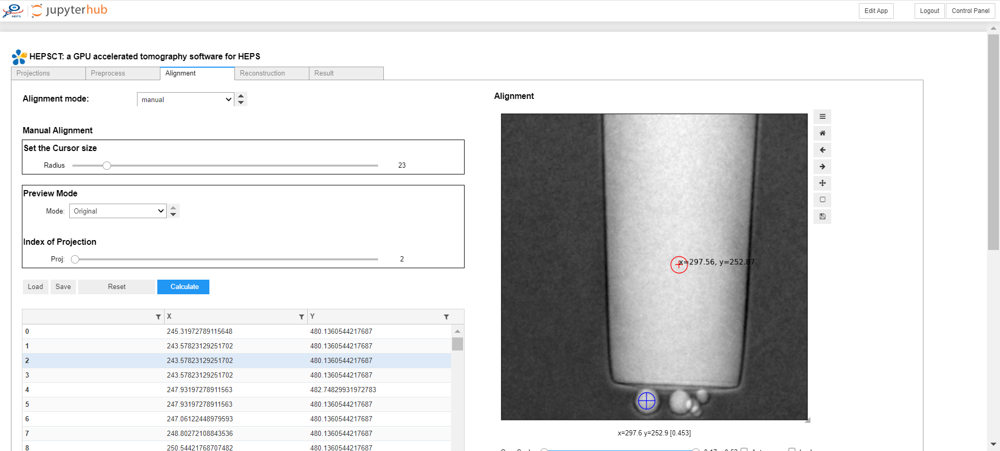 HEPS jupyterhub Edit App Logout Control Panel
HEPSCT: a GPU accelerated tomography software for HEPS
Projections Preprocess Alignment Reconstruction Result
Alignment mode: manual
Alignment
Manual Alignment
Set the Cursor size
Radius 23
Preview Mode
Mode: Original
Index of Projection
Proj: 2
x=297.56, y=252.87
Load Save Reset Calculate
X Y
0 245.31972789115648 480.1360544217687
1 243.57823129251702 480.1360544217687
2 243.57823129251702 480.1360544217687
3 243.57823129251702 480.1360544217687
4 247.93197278911563 482.74829931972783
5 247.93197278911563 480.1360544217687
6 247.06122448979593 480.1360544217687
7 248.80272108843536 480.1360544217687
8 250.54421768707482 480.1360544217687
x=297.6 y=252.9 [0.453]